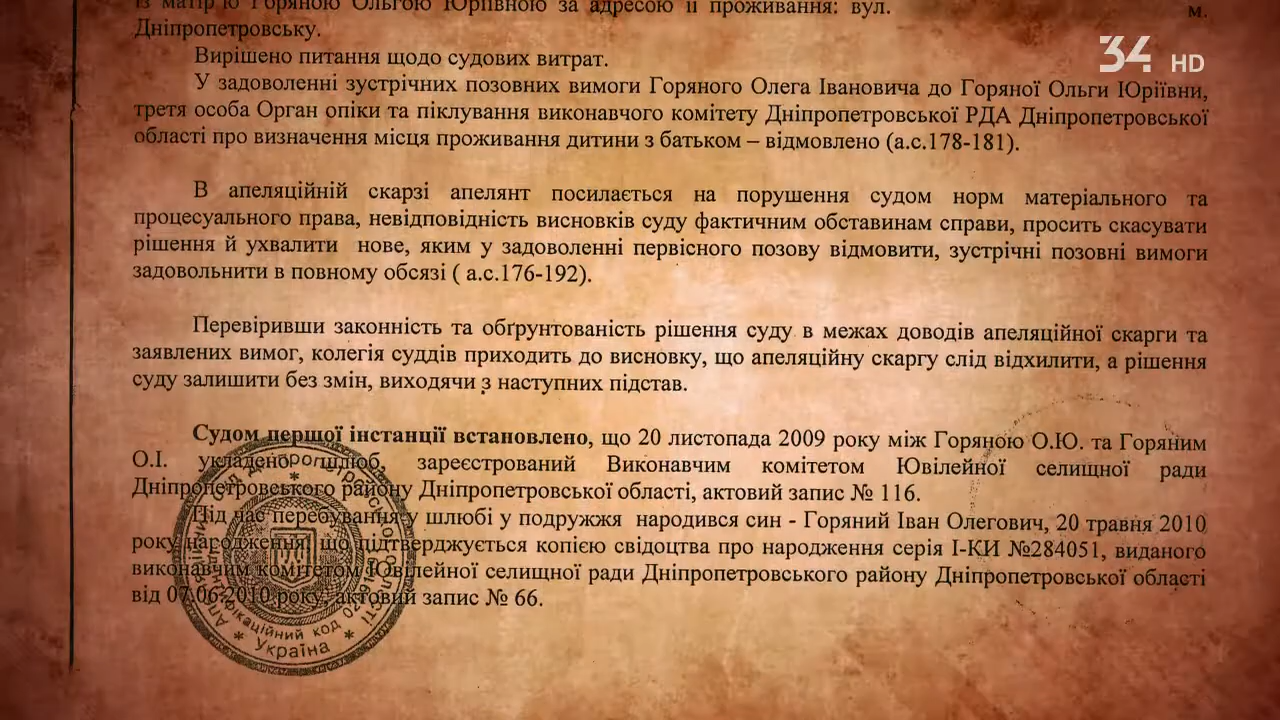 із матір'ю Горяною Ольгою Юріївною за адресою її проживання: вул. м.
Дніпропетровську.
34 HD
Вирішено питання щодо судових витрат.
У задоволенні зустрічних позовних вимоги Горяного Олега Івановича до Горяної Ольги Юріївни,
третя особа Орган опіки та піклування виконавчого комітету Дніпропетровської РДА Дніпропетровської
області про визначення місця проживання дитини з батьком – відмовлено (а.с.178-181).
В апеляційній скарзі апелянт посилається на порушення судом норм матеріального та
процесуального права, невідповідність висновків суду фактичним обставинам справи, просить скасувати
рішення й ухвалити нове, яким у задоволенні первісного позову відмовити, зустрічні позовні вимоги
задовольнити в повному обсязі ( а.с.176-192).
Перевіривши законність та обґрунтованість рішення суду в межах доводів апеляційної скарги та
заявлених вимог, колегія суддів приходить до висновку, що апеляційну скаргу слід відхилити, а рішення
суду залишити без змін, виходячи з наступних підстав.
Судом першої інстанції встановлено, що 20 листопада 2009 року між Горяною О.Ю. та Горяним
О.І. укладено шлюб, зареєстрований Виконавчим комітетом Ювілейної селищної ради
Дніпропетровського району Дніпропетровської області, актовий запис № 116.
Під час перебування у шлюбі у подружжя народився син - Горяний Іван Олегович, 20 травня 2010
року народження, що підтверджується копією свідоцтва про народження серія І-КИ №284051, виданого
виконавчим комітетом Ювілейної селищної ради Дніпропетровського району Дніпропетровської області
від 07.06.2010 року, актовий запис № 66.
код
Україна